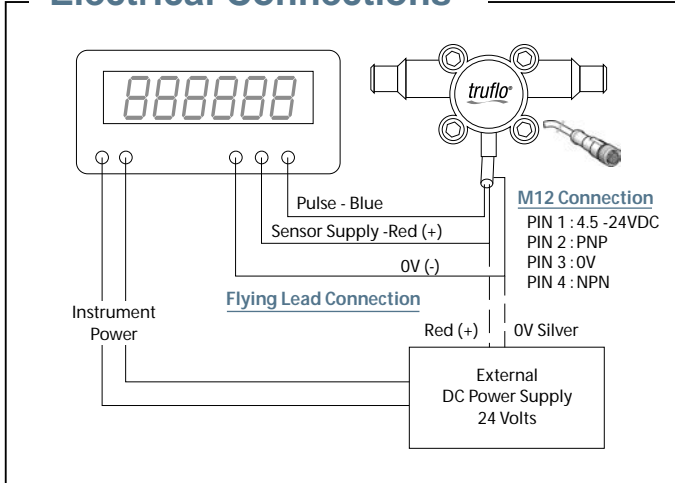 Electrical Connections
888888
truflo®
Pulse - Blue
Sensor Supply -Red (+)
0V (-)
M12 Connection
PIN 1 : 4.5 -24VDC
PIN 2 : PNP
PIN 3 : 0V
PIN 4 : NPN
Flying Lead Connection
Instrument
Power
Red (+)
0V Silver
External
DC Power Supply
24 Volts